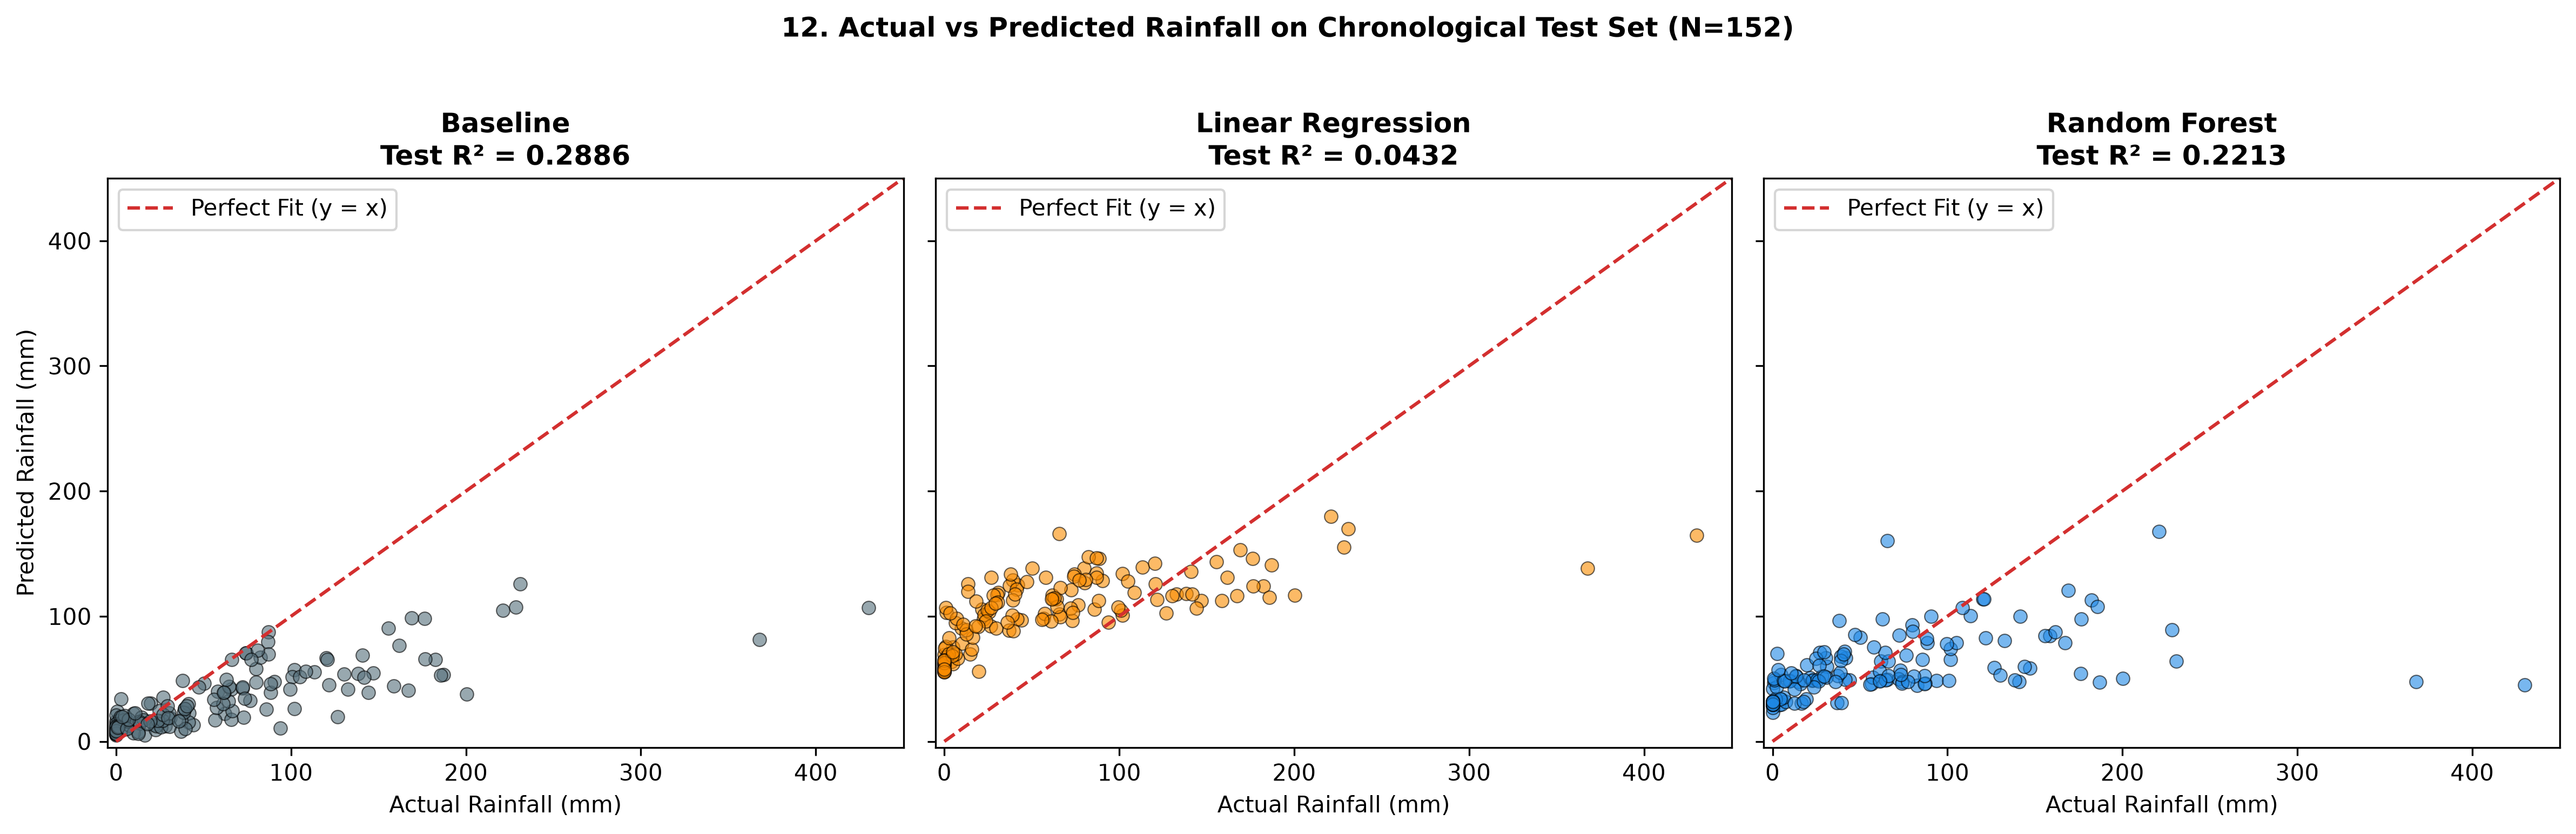 12. Actual vs Predicted Rainfall on Chronological Test Set (N=152)
Baseline
Test R² = 0.2886
Perfect Fit (y = x)
400
300
200
100
0
Predicted Rainfall (mm)
0 100 200 300 400
Actual Rainfall (mm)
Linear Regression
Test R² = 0.0432
Perfect Fit (y = x)
0 100 200 300 400
Actual Rainfall (mm)
Random Forest
Test R² = 0.2213
Perfect Fit (y = x)
0 100 200 300 400
Actual Rainfall (mm)